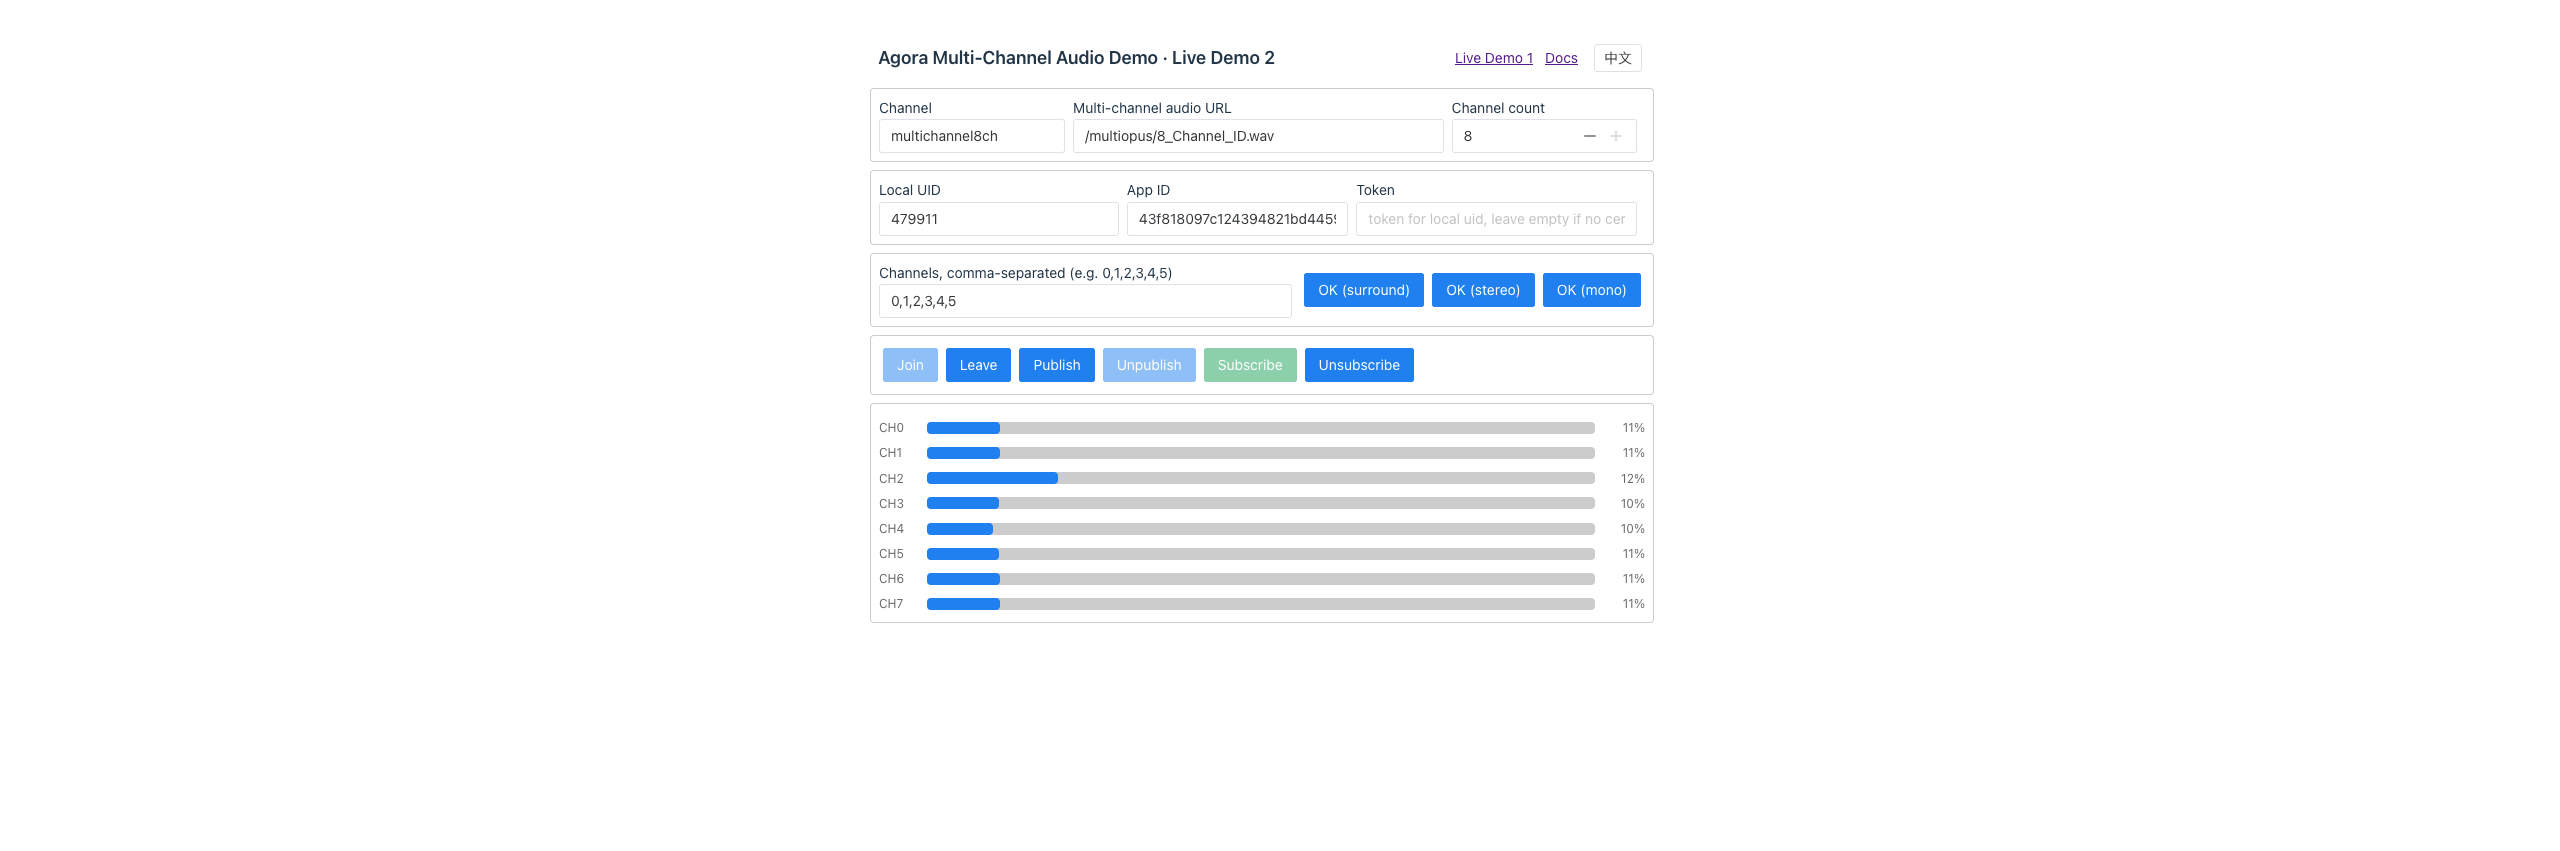 Agora Multi-Channel Audio Demo · Live Demo 2 Live Demo 1 Docs 中文
Channel Multi-channel audio URL Channel count
multichannel8ch /multiopus/8_Channel_ID.wav 8
Local UID App ID Token
479911 43f818097c124394821bd445 token for local uid, leave empty if no cer
Channels, comma-separated (e.g. 0,1,2,3,4,5)
0,1,2,3,4,5 OK (surround) OK (stereo) OK (mono)
Join Leave Publish Unpublish Subscribe Unsubscribe
CH0 11%
CH1 11%
CH2 12%
CH3 10%
CH4 10%
CH5 11%
CH6 11%
CH7 11%